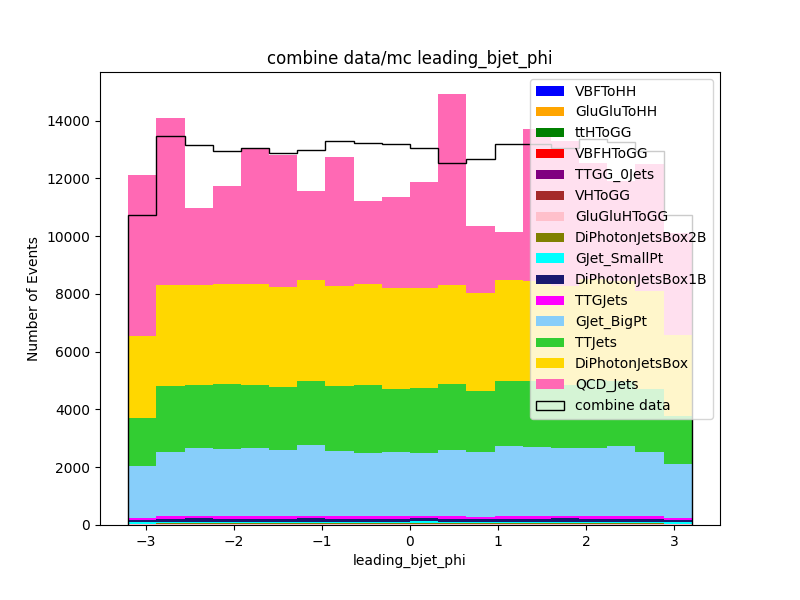 combine data/mc leading_bjet_phi
Number of Events
14000
12000
10000
8000
6000
4000
2000
0
−3
−2
−1
0
1
2
3
leading_bjet_phi
VBFToHH
GluGluToHH
ttHToGG
VBFHToGG
TTGG_0Jets
VHToGG
GluGluHToGG
DiPhotonJetsBox2B
GJet_SmallPt
DiPhotonJetsBox1B
TTGJets
GJet_BigPt
TTJets
DiPhotonJetsBox
QCD_Jets
combine data